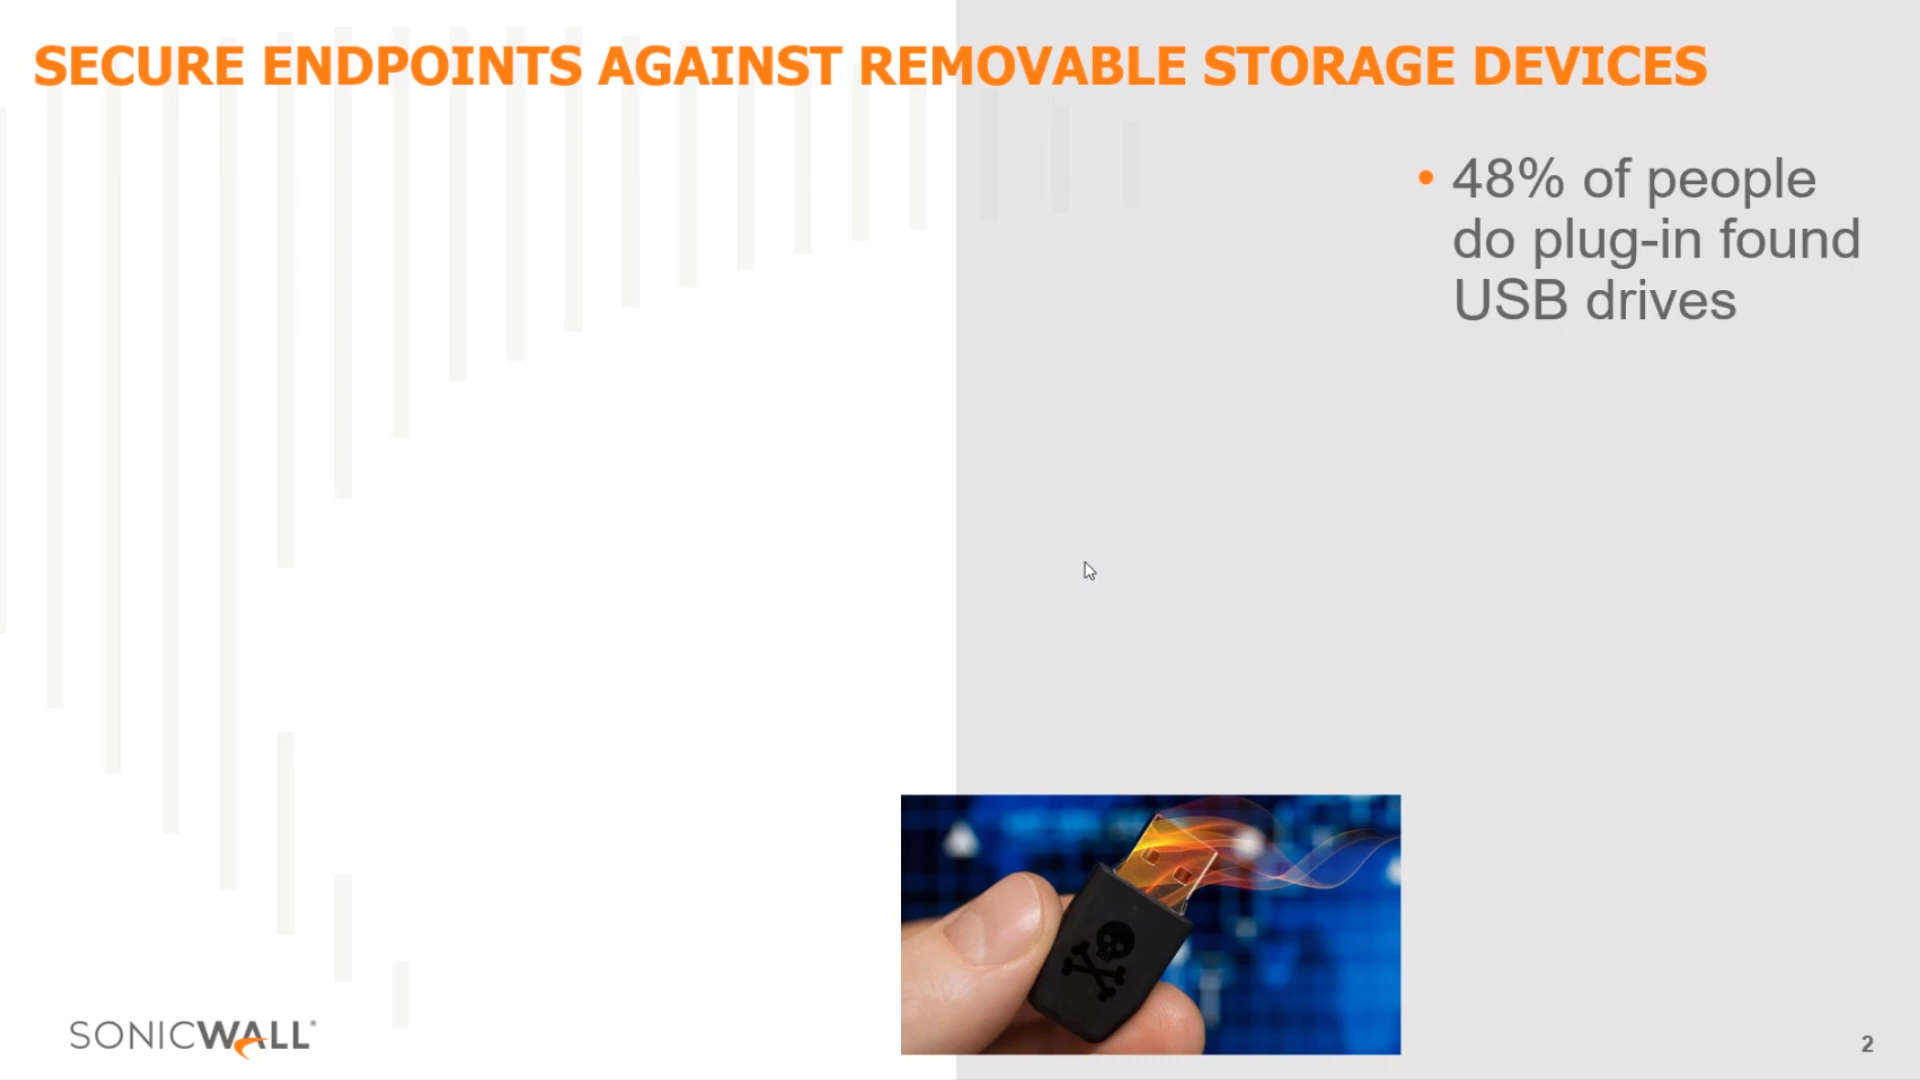 SECURE ENDPOINTS AGAINST REMOVABLE STORAGE DEVICES
• 48% of people
do plug-in found
USB drives
SONICWALL®
2